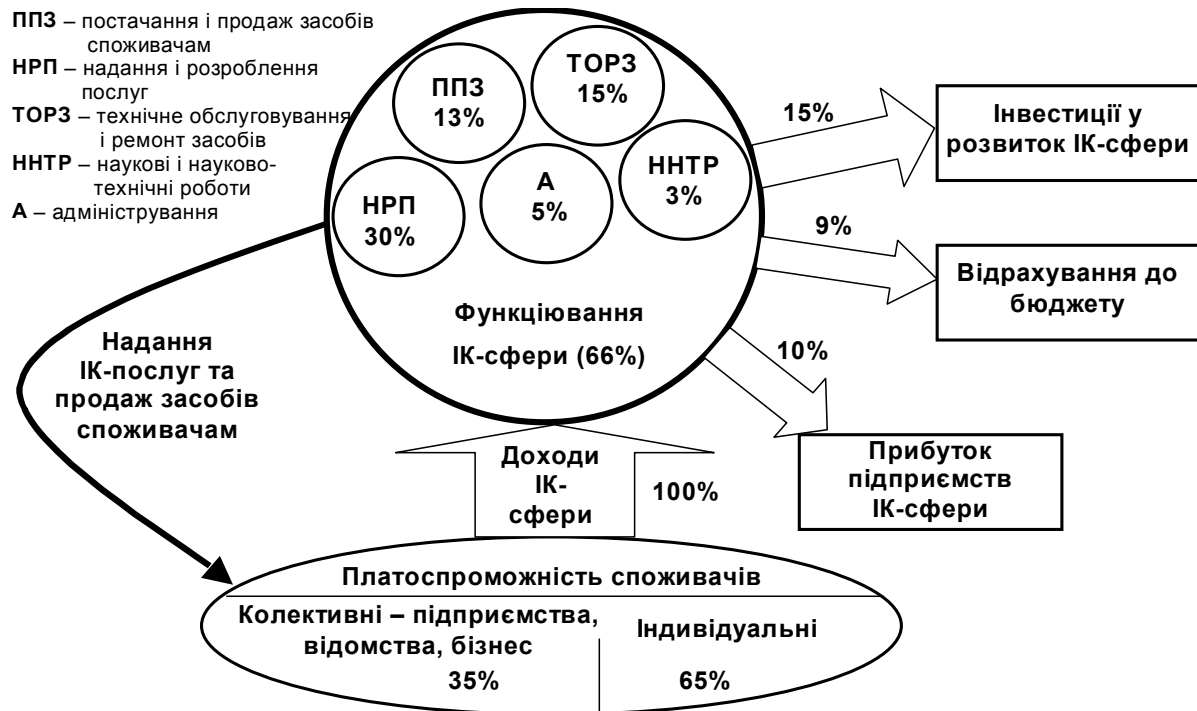 ППЗ – постачання і продаж засобів
споживачам
НРП – надання і розроблення
послуг
ТОРЗ – технічне обслуговування
і ремонт засобів
ННТР – наукові і науково-
технічні роботи
А – адміністрування
ППЗ
13%
ТОРЗ
15%
ННТР
3%
А
5%
НРП
30%
Функціювання
ІК-сфери (66%)
15%
Інвестиції у
розвиток ІК-сфери
9%
Відрахування до
бюджету
10%
Прибуток
підприємств
ІК-сфери
Надання
ІК-послуг та
продаж засобів
споживачам
Доходи
ІК-
сфери
100%
Платоспроможність споживачів
Колективні – підприємства,
відомства, бізнес
35%
Індивідуальні
65%